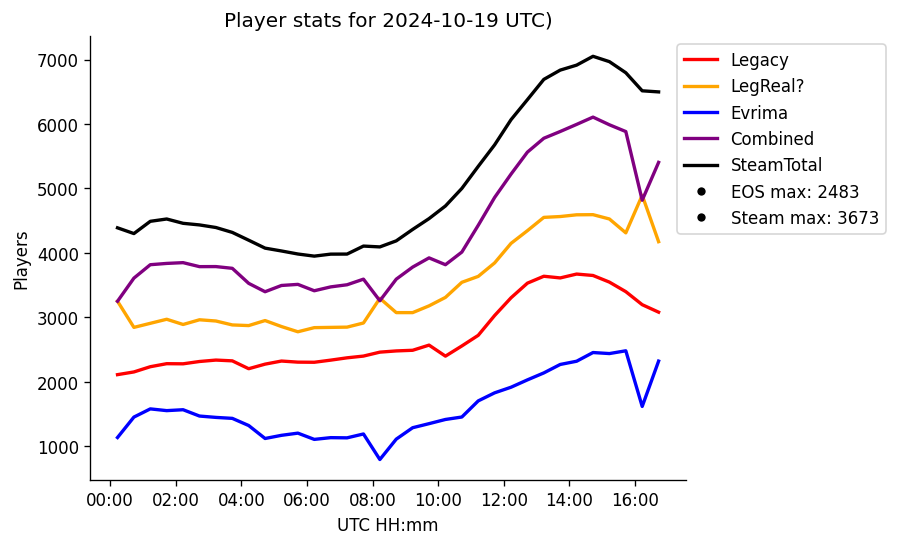 Player stats for 2024-10-19 UTC)
7000
6000
5000
4000
3000
2000
1000
Players
00:00 02:00 04:00 06:00 08:00 10:00 12:00 14:00 16:00
UTC HH:mm
Legacy
LegReal?
Evrima
Combined
SteamTotal
EOS max: 2483
Steam max: 3673